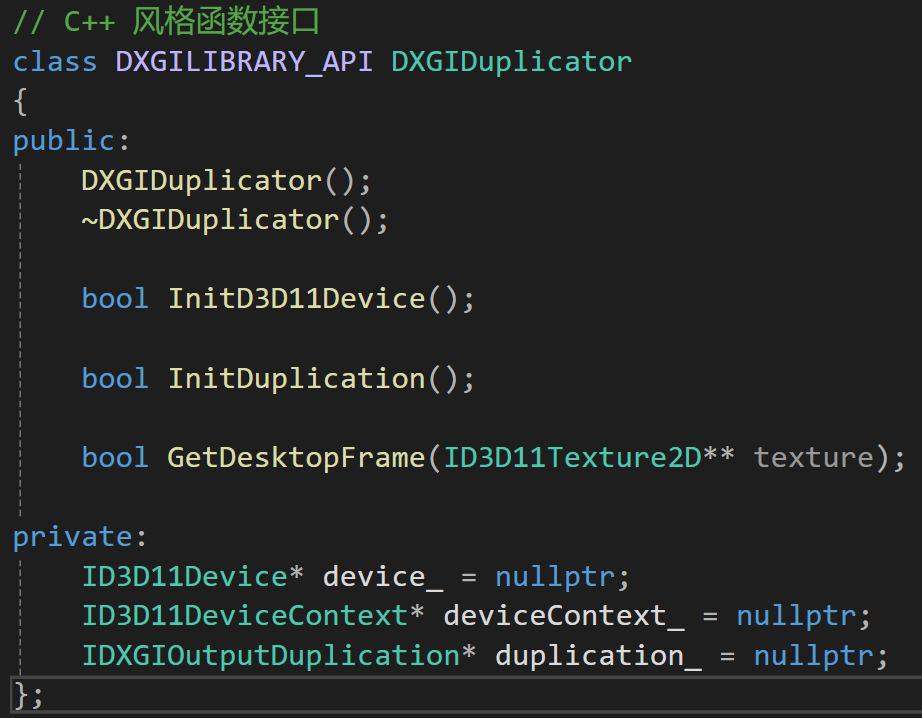 // C++ 风格函数接口
class DXGILIBRARY_API DXGIDuplicator
{
public:
    DXGIDuplicator();
    ~DXGIDuplicator();
    bool InitD3D11Device();
    bool InitDuplication();
    bool GetDesktopFrame(ID3D11Texture2D** texture);
private:
    ID3D11Device* device_ = nullptr;
    ID3D11DeviceContext* deviceContext_ = nullptr;
    IDXGIOutputDuplication* duplication_ = nullptr;
};